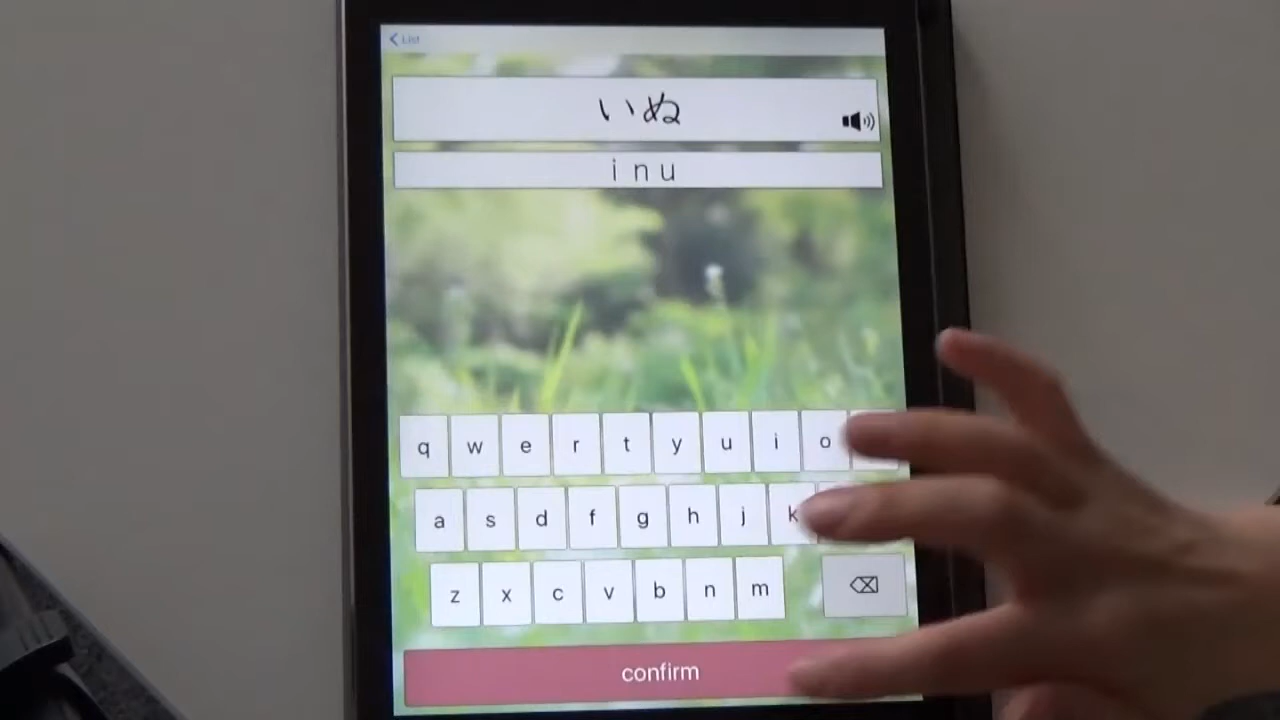 List
いぬ
inu
q w e r t y u i o
a s d f g h j k
z x c v b n m
confirm